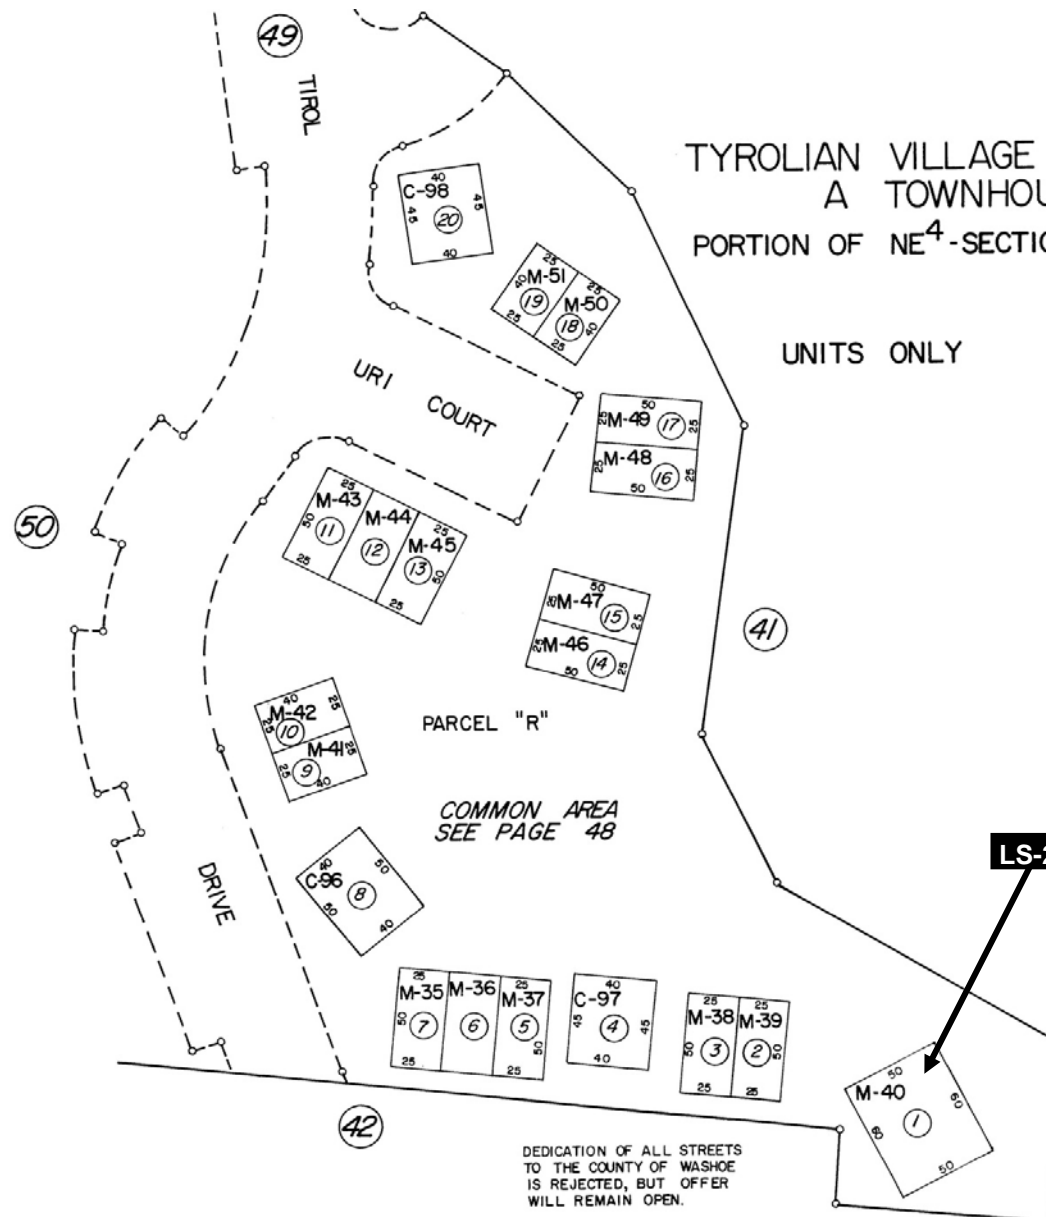 49
TIROL
TYROLIAN VILLAGE
A TOWNHOU
PORTION OF NE4-SECTIO
UNITS ONLY
40
C-98
45
45
20
40
25
M-51
40
19
25
25
M-50
18
40
25
URI COURT
50
M-49
17
25
25
M-48
16
25
25
50
50
25
M-43
50
11
25
M-44
12
25
M-45
13
50
25
50
M-47
25
15
25
M-46
25
14
25
50
41
40
25
M-42
25
10
M-41
25
25
9
40
PARCEL "R"
COMMON AREA
SEE PAGE 48
DRIVE
40
50
C-96
8
50
40
LS-2
25
M-35
50
7
25
M-36
6
25
M-37
5
50
25
40
C-97
45
4
45
40
25
M-38
50
3
25
25
M-39
2
50
25
50
M-40
60
1
60
50
42
DEDICATION OF ALL STREETS
TO THE COUNTY OF WASHOE
IS REJECTED, BUT OFFER
WILL REMAIN OPEN.